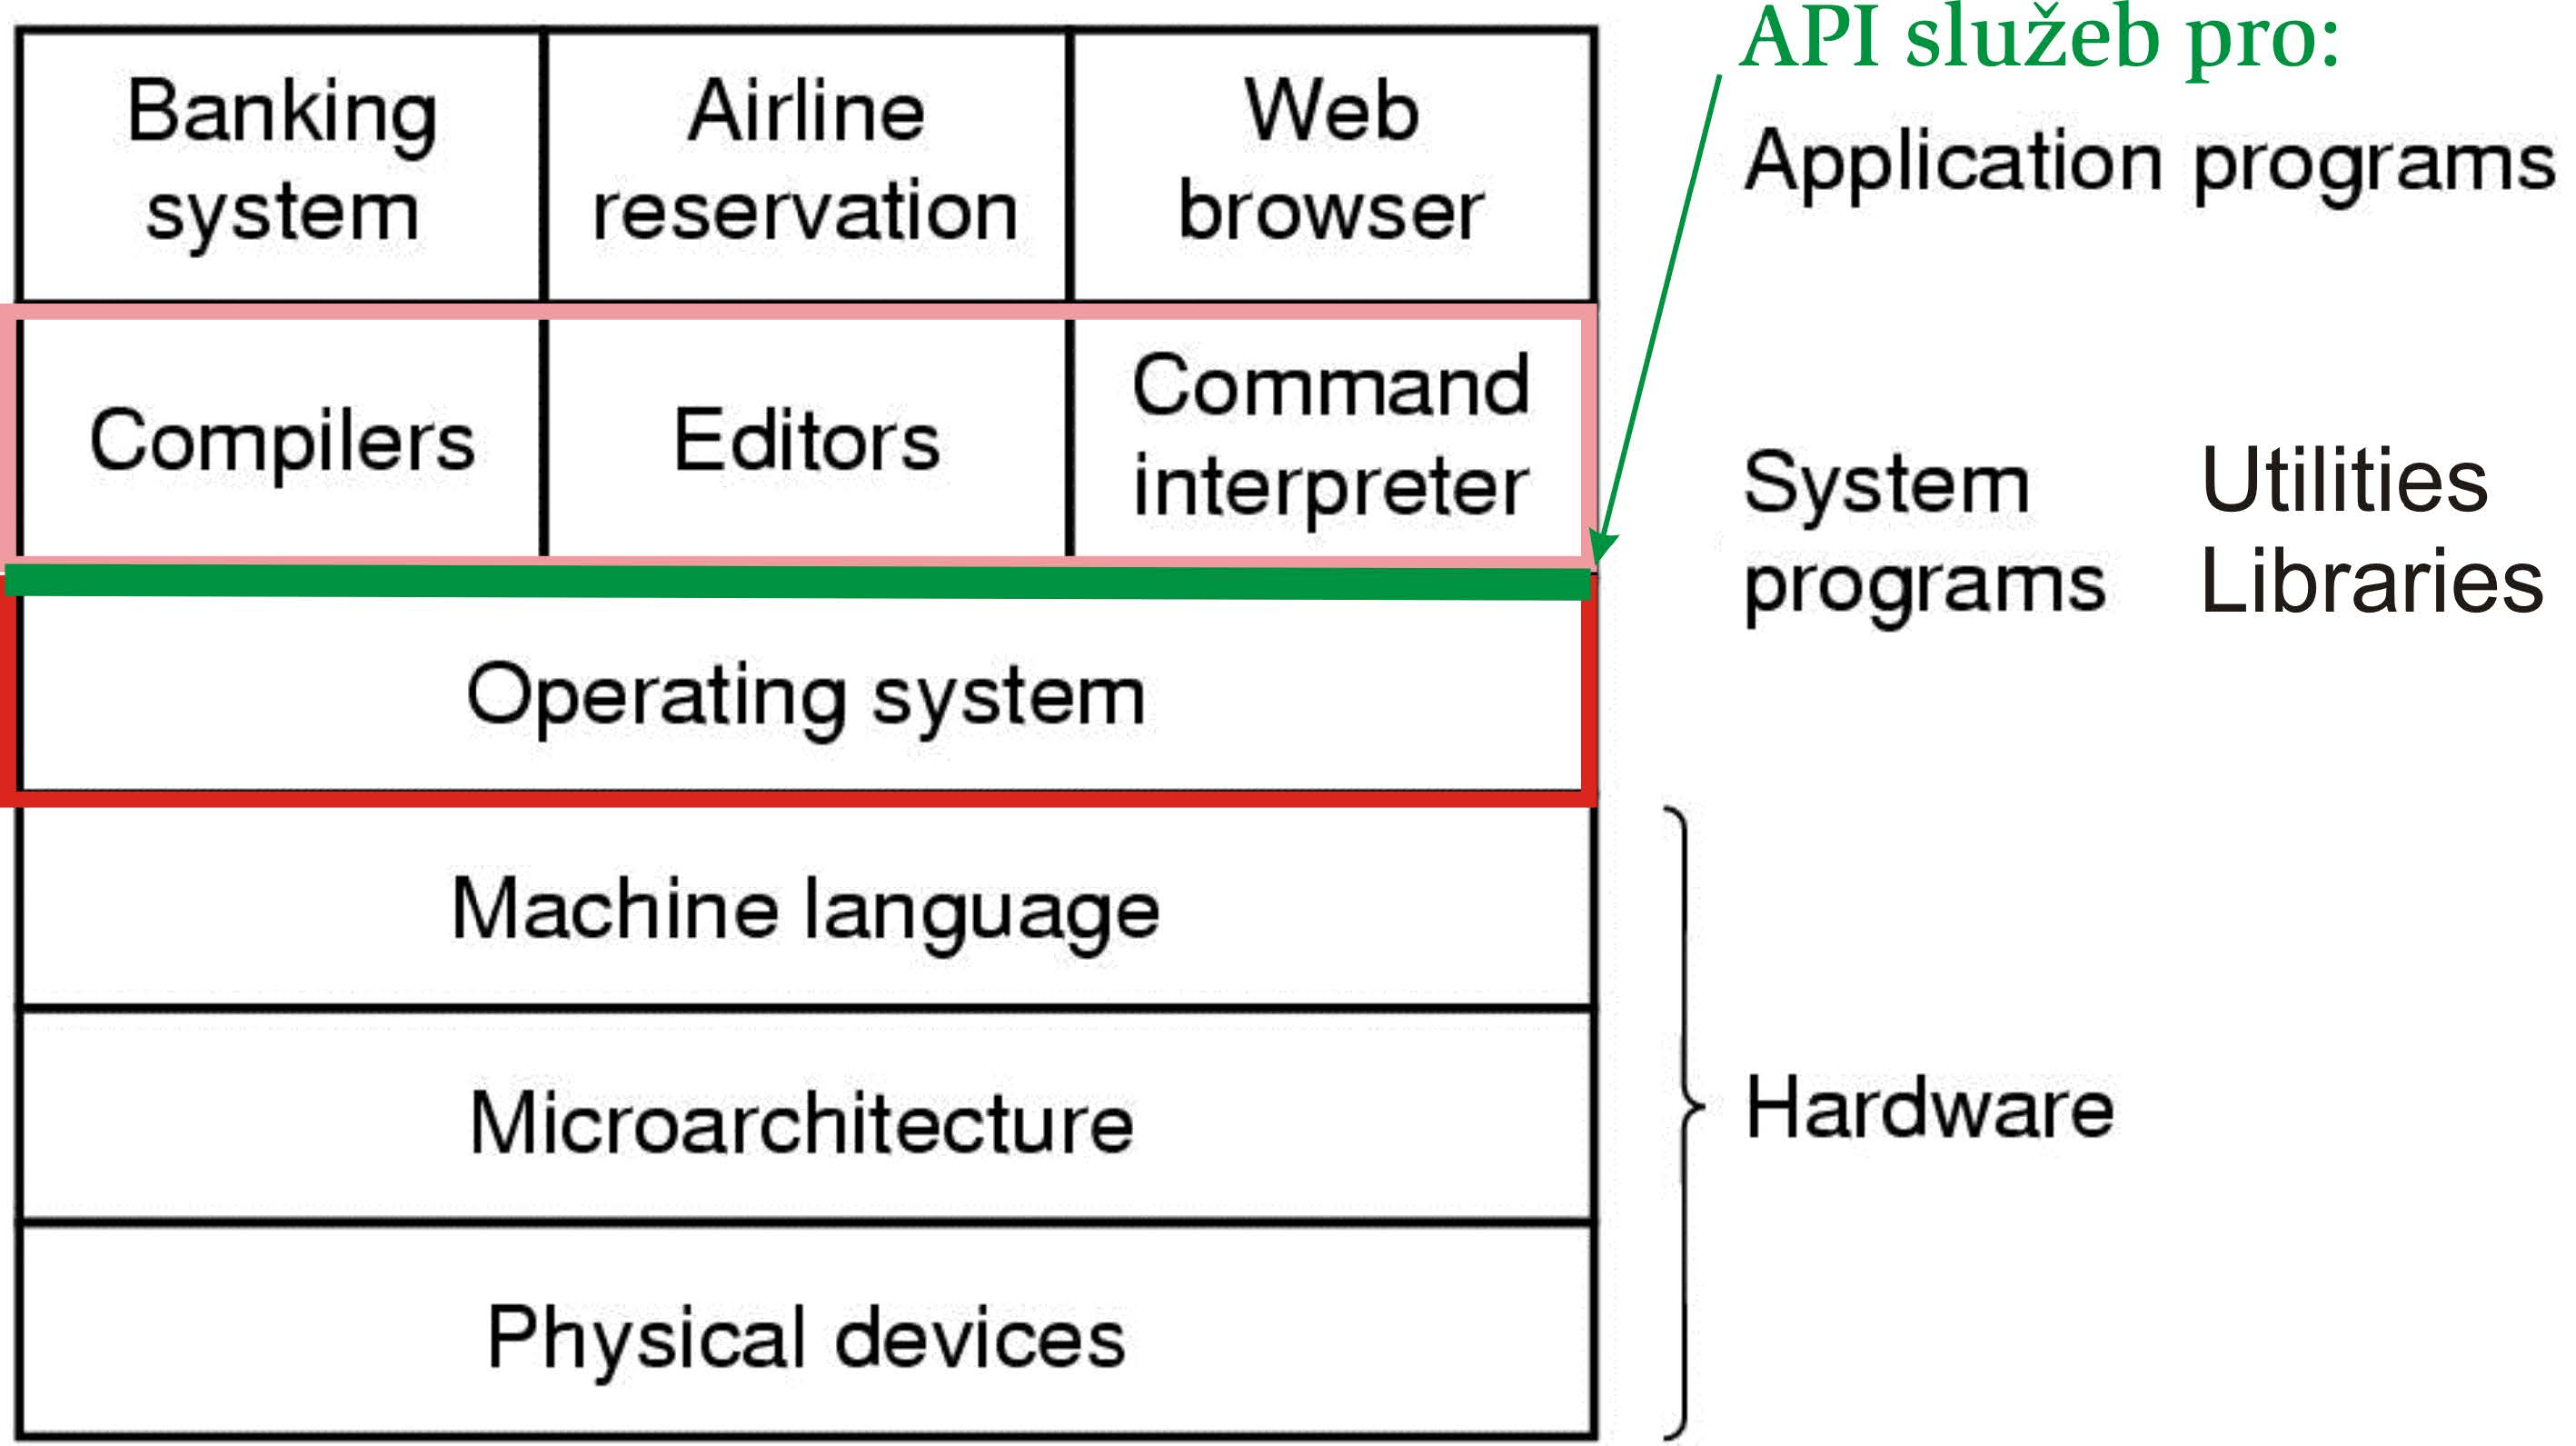 API služeb pro:
Banking
system
Airline
reservation
Web
browser
Application programs
Compilers
Editors
Command
interpreter
System
programs
Utilities
Libraries
Operating system
Machine language
Microarchitecture
Hardware
Physical devices